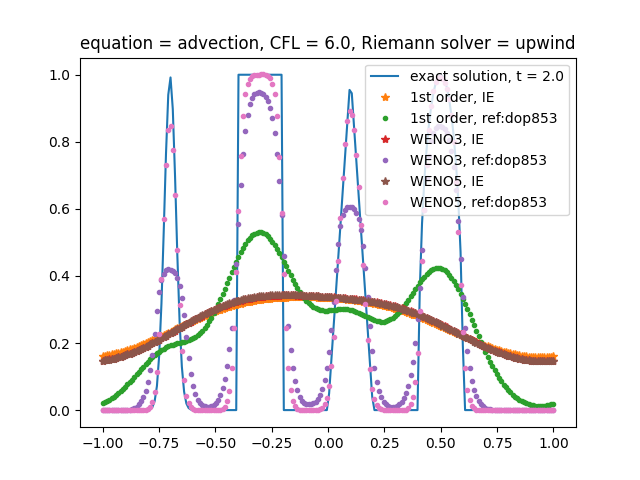 equation = advection, CFL = 6.0, Riemann solver = upwind
exact solution, t = 2.0
1st order, IE
1st order, ref:dop853
WENO3, IE
WENO3, ref:dop853
WENO5, IE
WENO5, ref:dop853
1.0
0.8
0.6
0.4
0.2
0.0
−1.00 −0.75 −0.50 −0.25 0.00 0.25 0.50 0.75 1.00